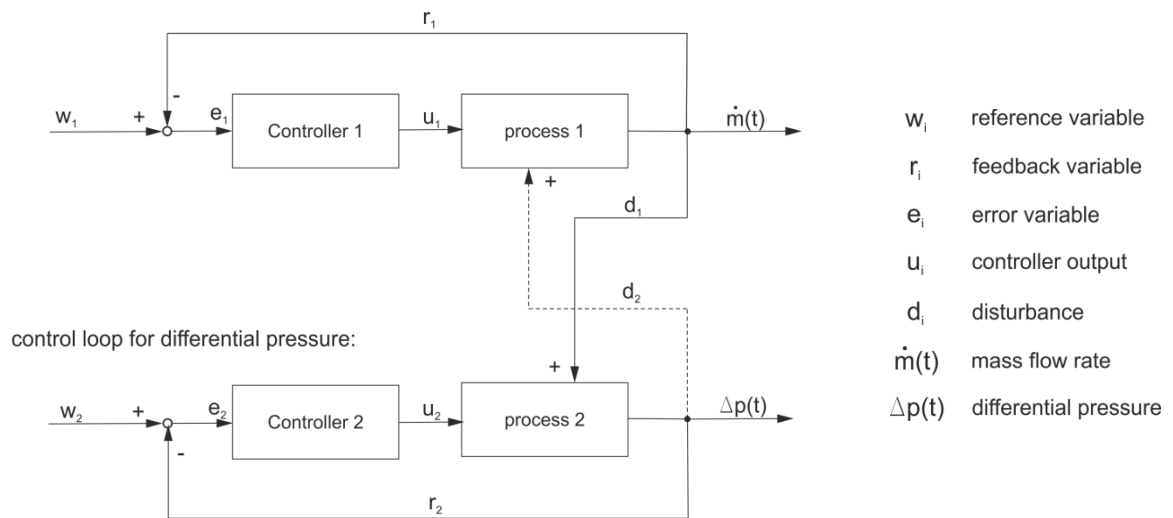 r₁
-
w₁ + e₁ Controller 1 u₁ process 1 ṁ(t)
+
d₁
d₂
control loop for differential pressure:
+
w₂ + e₂ Controller 2 u₂ process 2 Δp(t)
-
r₂
wᵢ reference variable
rᵢ feedback variable
eᵢ error variable
uᵢ controller output
dᵢ disturbance
ṁ(t) mass flow rate
Δp(t) differential pressure